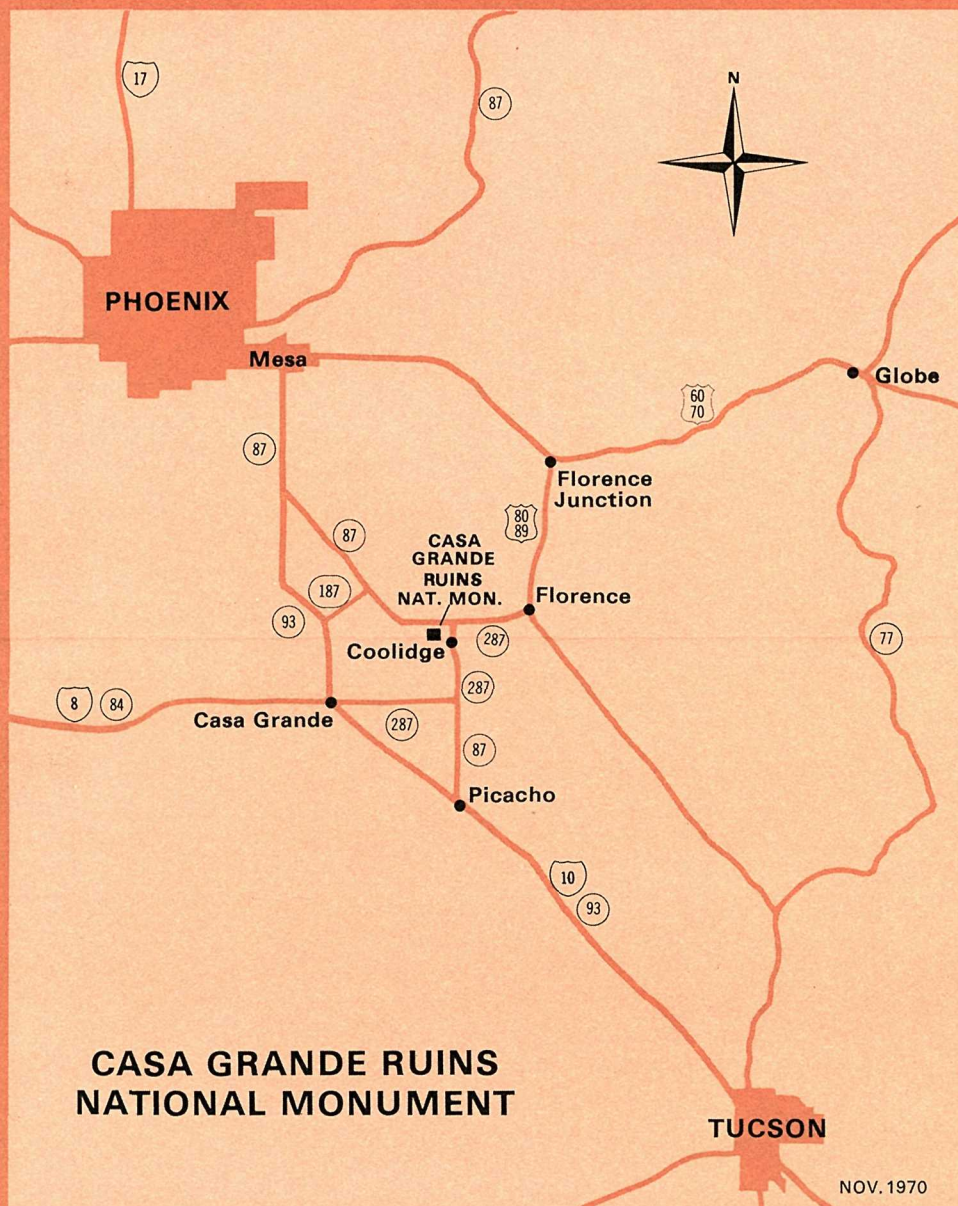 17
87
N
PHOENIX
Mesa
Globe
60
70
87
Florence
Junction
80
89
87
CASA
GRANDE
RUINS
NAT. MON.
187
Florence
93
287
Coolidge
77
287
8
84
Casa Grande
287
87
Picacho
10
93
CASA GRANDE RUINS
NATIONAL MONUMENT
TUCSON
NOV. 1970